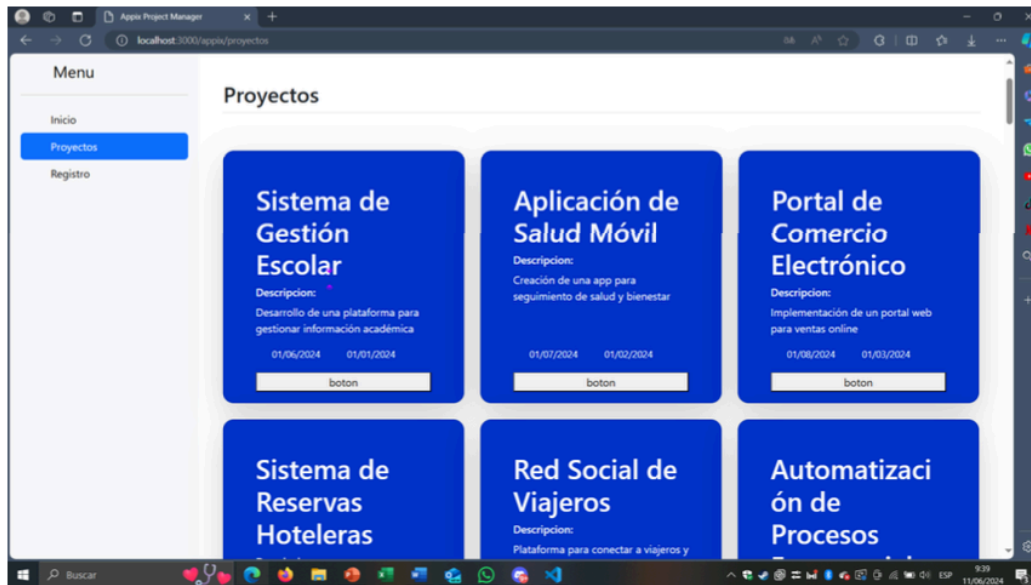 Appix Project Manager
localhost:3000/appix/proyectos
Menu
Inicio
Proyectos
Registro
Proyectos
Sistema de
Gestión
Escolar
Descripcion:
Desarrollo de una plataforma para
gestionar información académica
01/06/2024 01/01/2024
boton
Aplicación de
Salud Móvil
Descripcion:
Creación de una app para
seguimiento de salud y bienestar
01/07/2024 01/02/2024
boton
Portal de
Comercio
Electrónico
Descripcion:
Implementación de un portal web
para ventas online
01/08/2024 01/03/2024
boton
Sistema de
Reservas
Hoteleras
Red Social de
Viajeros
Descripcion:
Plataforma para conectar a viajeros y
Automatizaci
ón de
Procesos
Buscar
ESP
9:39
11/06/2024